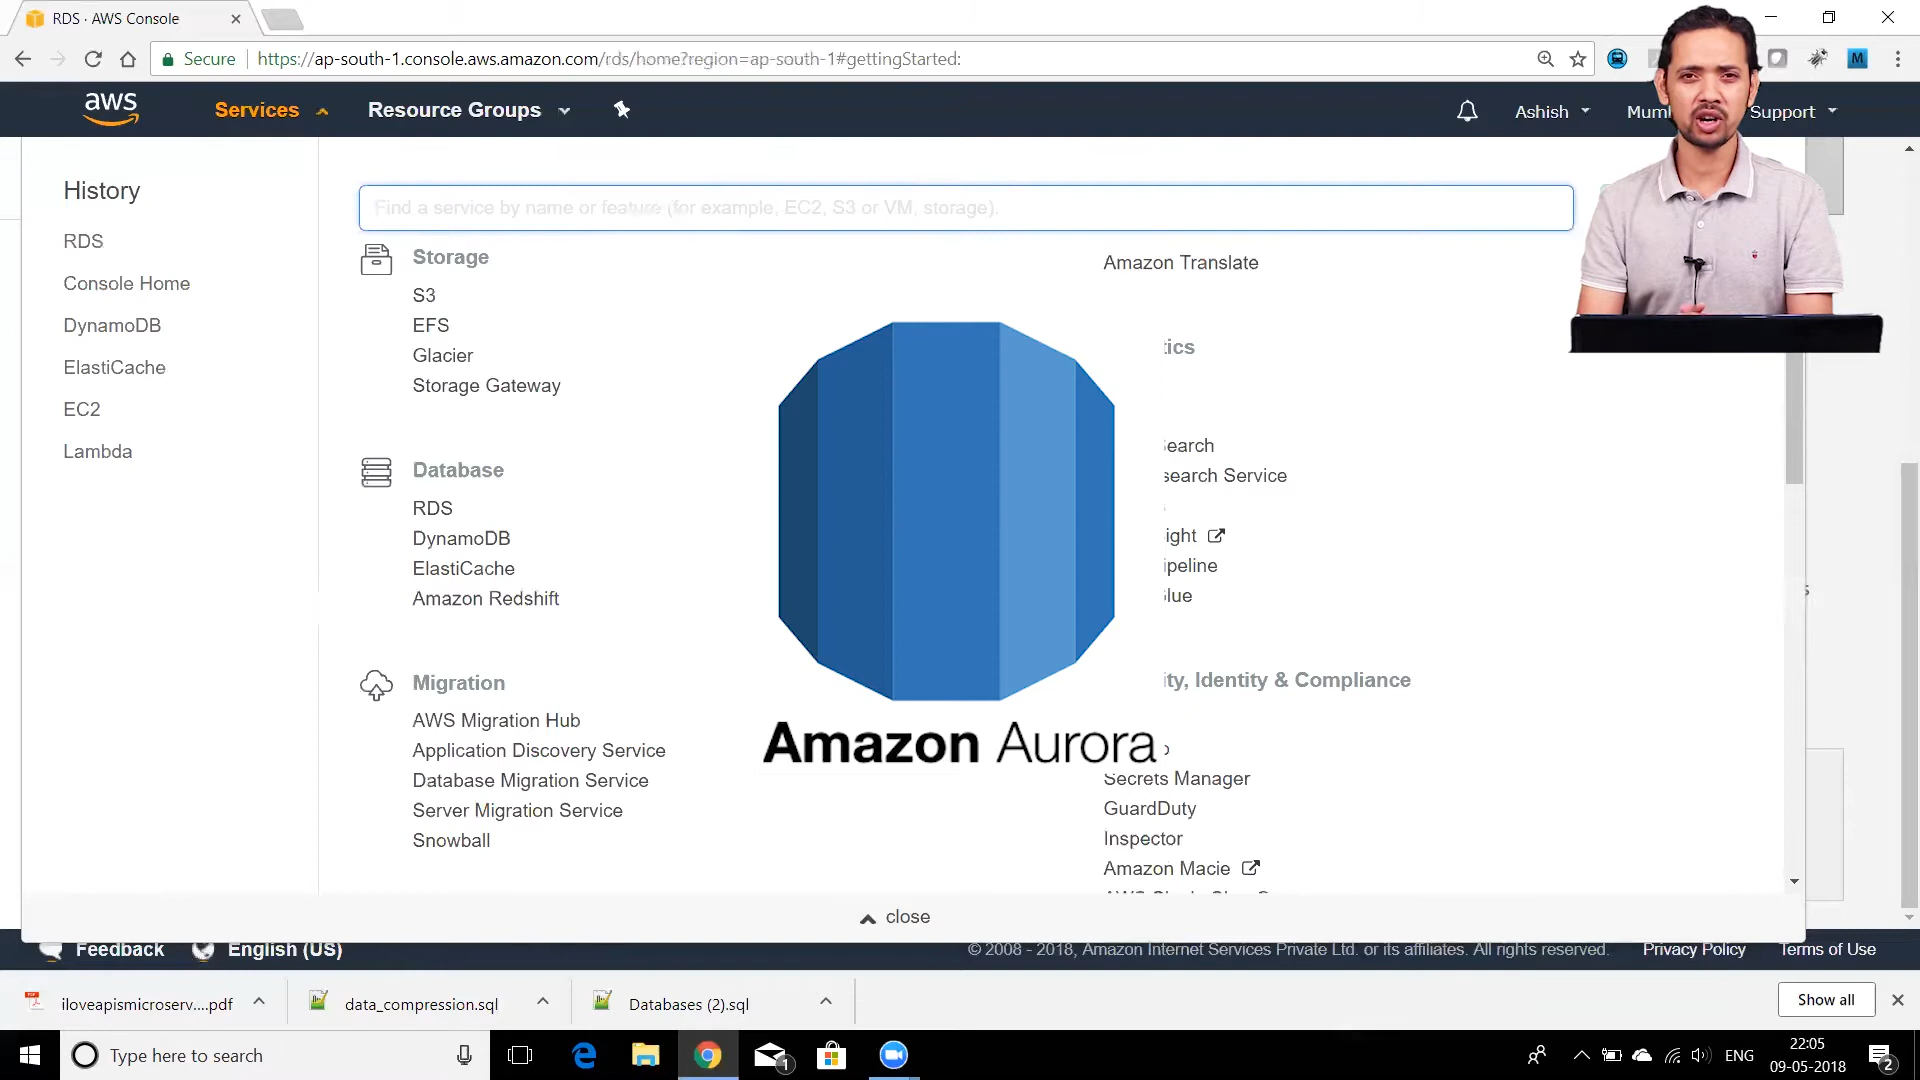 RDS · AWS Console
Secure
https://ap-south-1.console.aws.amazon.com/rds/home?region=ap-south-1#gettingStarted:
M
aws
Services
Resource Groups
Ashish
Support
History
RDS
Console Home
DynamoDB
ElastiCache
EC2
Lambda
Find a service by name or feature (for example, EC2, S3 or VM, storage).
Storage
S3
EFS
Glacier
Storage Gateway
Database
RDS
DynamoDB
ElastiCache
Amazon Redshift
Migration
AWS Migration Hub
Application Discovery Service
Database Migration Service
Server Migration Service
Snowball
Amazon Aurora
Amazon Translate
search Service
Identity & Compliance
Secrets Manager
GuardDuty
Inspector
Amazon Macie
close
Feedback
English (US)
© 2008 - 2018, Amazon Internet Services Private Ltd. or its affiliates. All rights reserved.
Privacy Policy
Terms of Use
iloveapismicroserv....pdf
data_compression.sql
Databases (2).sql
Show all
Type here to search
1
ENG
22:05
09-05-2018
2